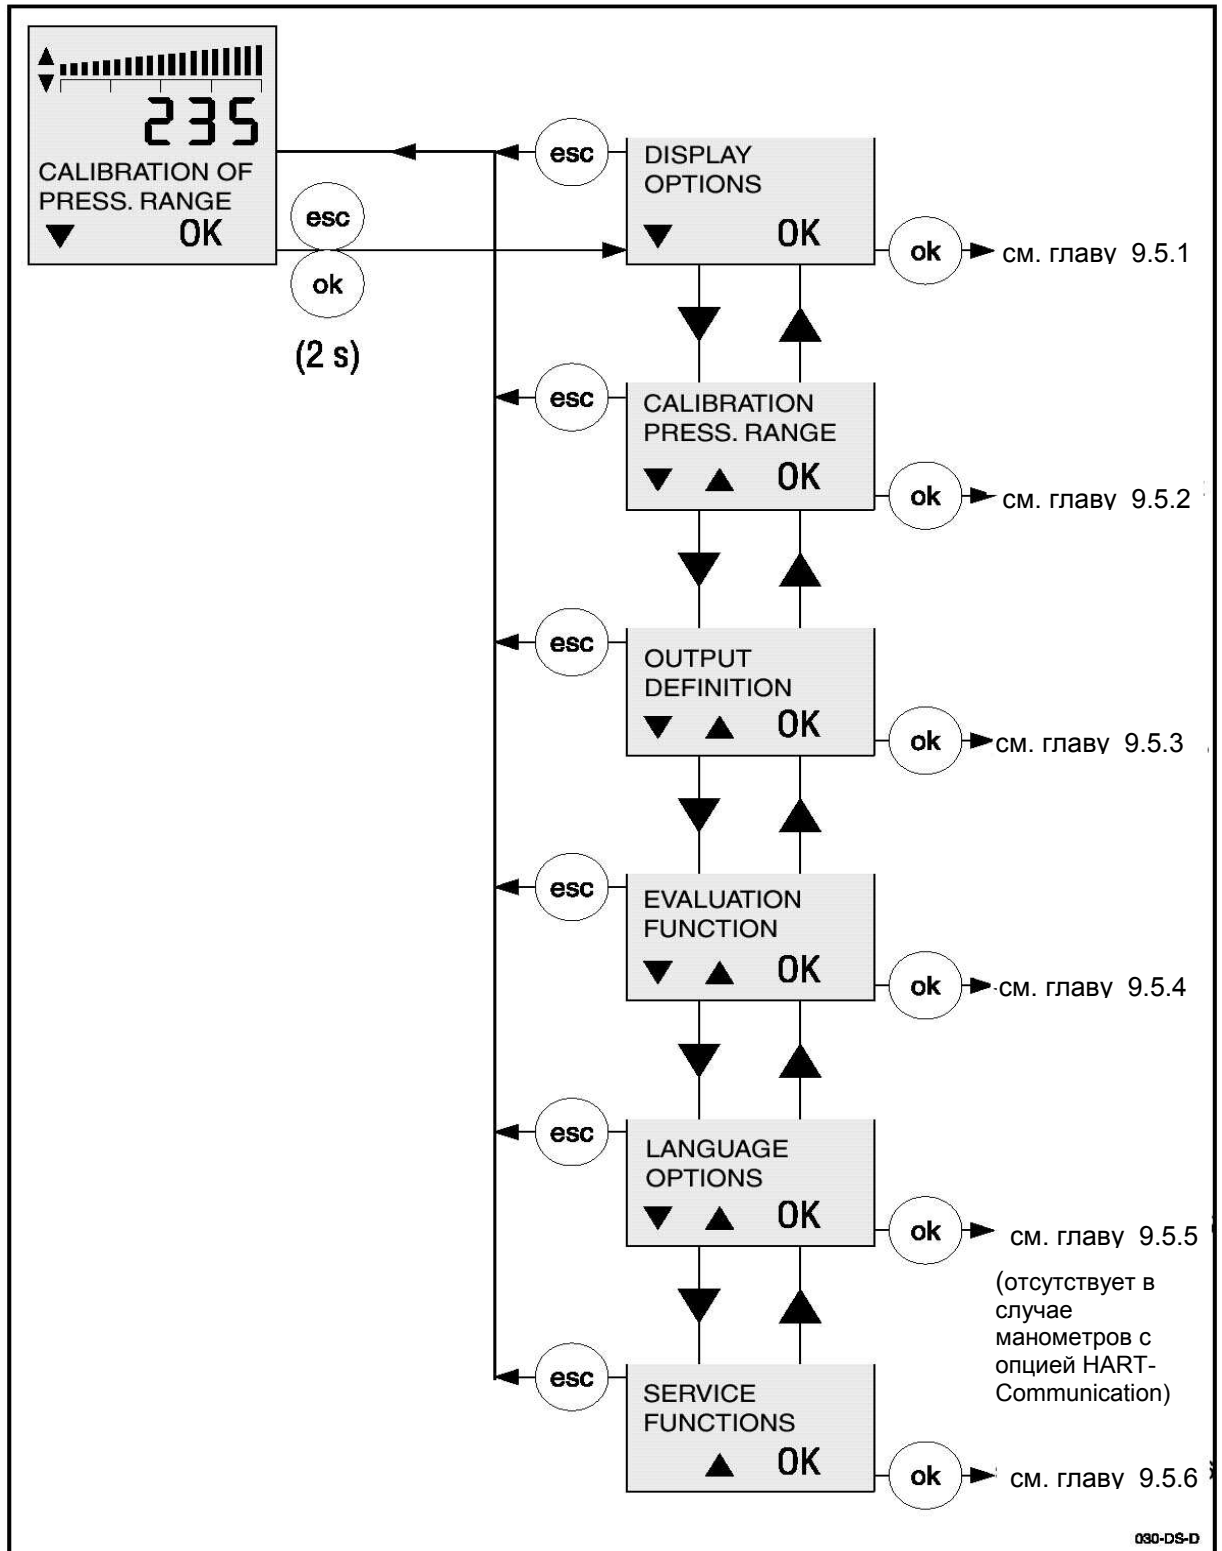 235
CALIBRATION OF
PRESS. RANGE
▼ OK
esc
ok
(2 s)
esc
DISPLAY
OPTIONS
▼ OK
ok
см. главу 9.5.1
esc
CALIBRATION
PRESS. RANGE
▼ ▲ OK
ok
см. главу 9.5.2
esc
OUTPUT
DEFINITION
▼ ▲ OK
ok
см. главу 9.5.3
esc
EVALUATION
FUNCTION
▼ ▲ OK
ok
см. главу 9.5.4
esc
LANGUAGE
OPTIONS
▼ ▲ OK
ok
см. главу 9.5.5
(отсутствует в
случае
манометров с
опцией HART-
Communication)
esc
SERVICE
FUNCTIONS
▲ OK
ok
см. главу 9.5.6
030-DS-D